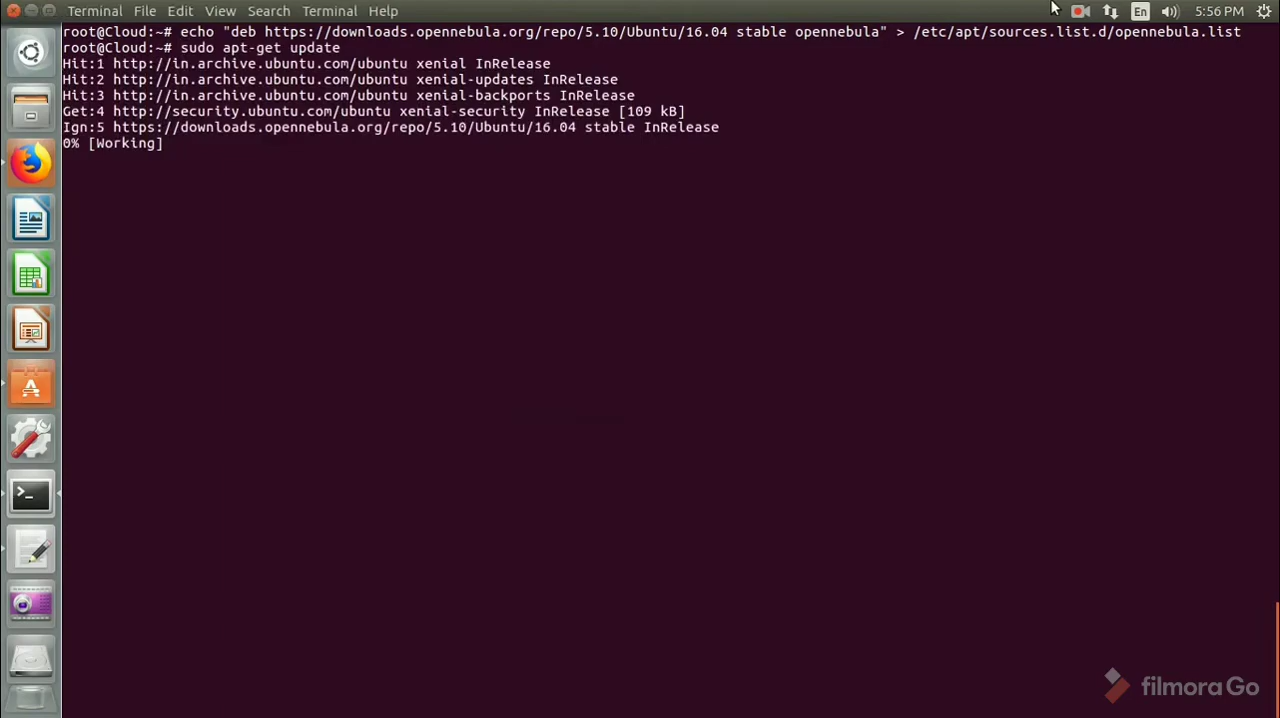 Terminal File Edit View Search Terminal Help En 5:56 PM
root@Cloud:~# echo "deb https://downloads.opennebula.org/repo/5.10/Ubuntu/16.04 stable opennebula" > /etc/apt/sources.list.d/opennebula.list
root@Cloud:~# sudo apt-get update
Hit:1 http://in.archive.ubuntu.com/ubuntu xenial InRelease
Hit:2 http://in.archive.ubuntu.com/ubuntu xenial-updates InRelease
Hit:3 http://in.archive.ubuntu.com/ubuntu xenial-backports InRelease
Get:4 http://security.ubuntu.com/ubuntu xenial-security InRelease [109 kB]
Ign:5 https://downloads.opennebula.org/repo/5.10/Ubuntu/16.04 stable InRelease
0% [Working]
filmoraGo